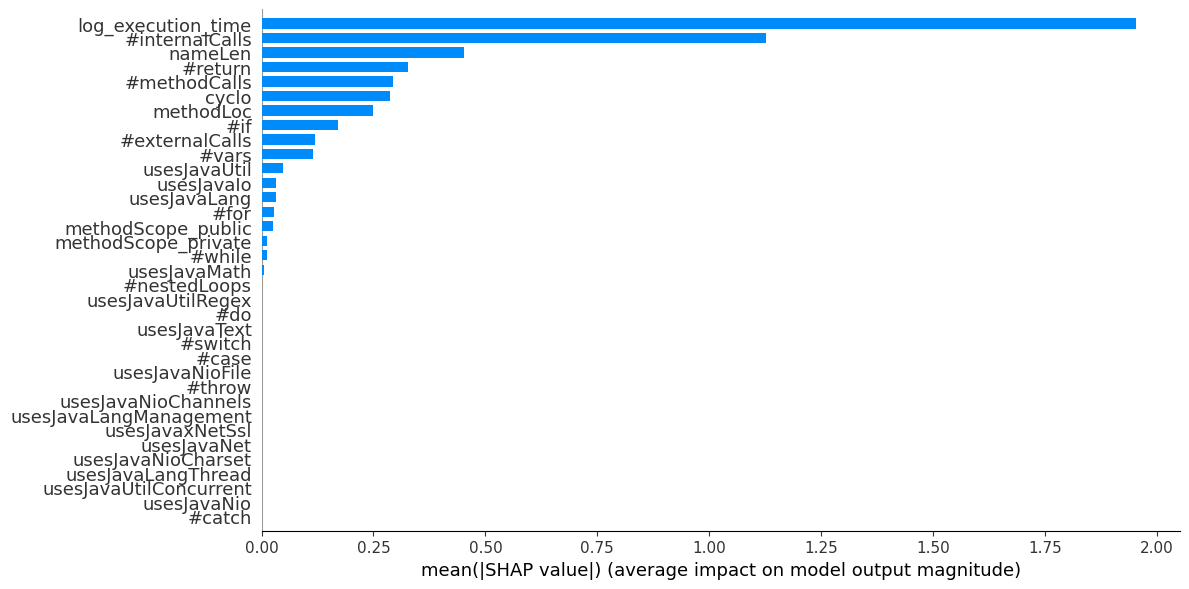 log_execution_time
#internalCalls
nameLen
#return
#methodCalls
cyclo
methodLoc
#if
#externalCalls
#vars
usesJavaUtil
usesJavaIo
usesJavaLang
#for
methodScope_public
methodScope_private
#while
usesJavaMath
#nestedLoops
usesJavaUtilRegex
#do
usesJavaText
#switch
#case
usesJavaNioFile
#throw
usesJavaNioChannels
usesJavaLangManagement
usesJavaxNetSsl
usesJavaNet
usesJavaNioCharset
usesJavaLangThread
usesJavaUtilConcurrent
usesJavaNio
#catch
0.00 0.25 0.50 0.75 1.00 1.25 1.50 1.75 2.00
mean(|SHAP value|) (average impact on model output magnitude)